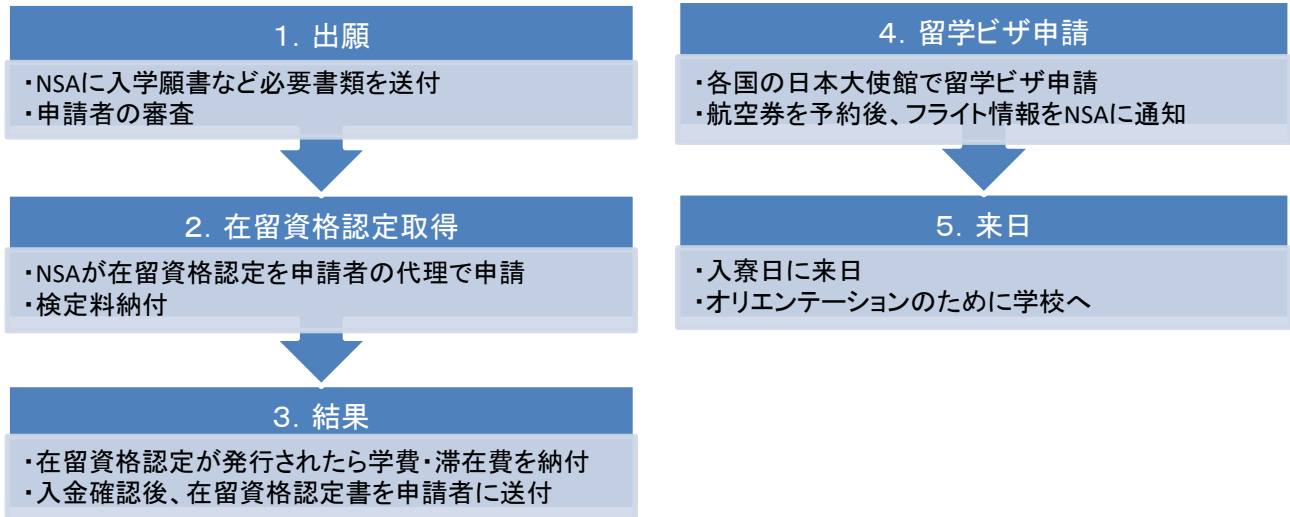 １．出願
・NSAに入学願書など必要書類を送付
・申請者の審査
２．在留資格認定取得
・NSAが在留資格認定を申請者の代理で申請
・検定料納付
３．結果
・在留資格認定が発行されたら学費・滞在費を納付
・入金確認後、在留資格認定書を申請者に送付
４．留学ビザ申請
・各国の日本大使館で留学ビザ申請
・航空券を予約後、フライト情報をNSAに通知
５．来日
・入寮日に来日
・オリエンテーションのために学校へ